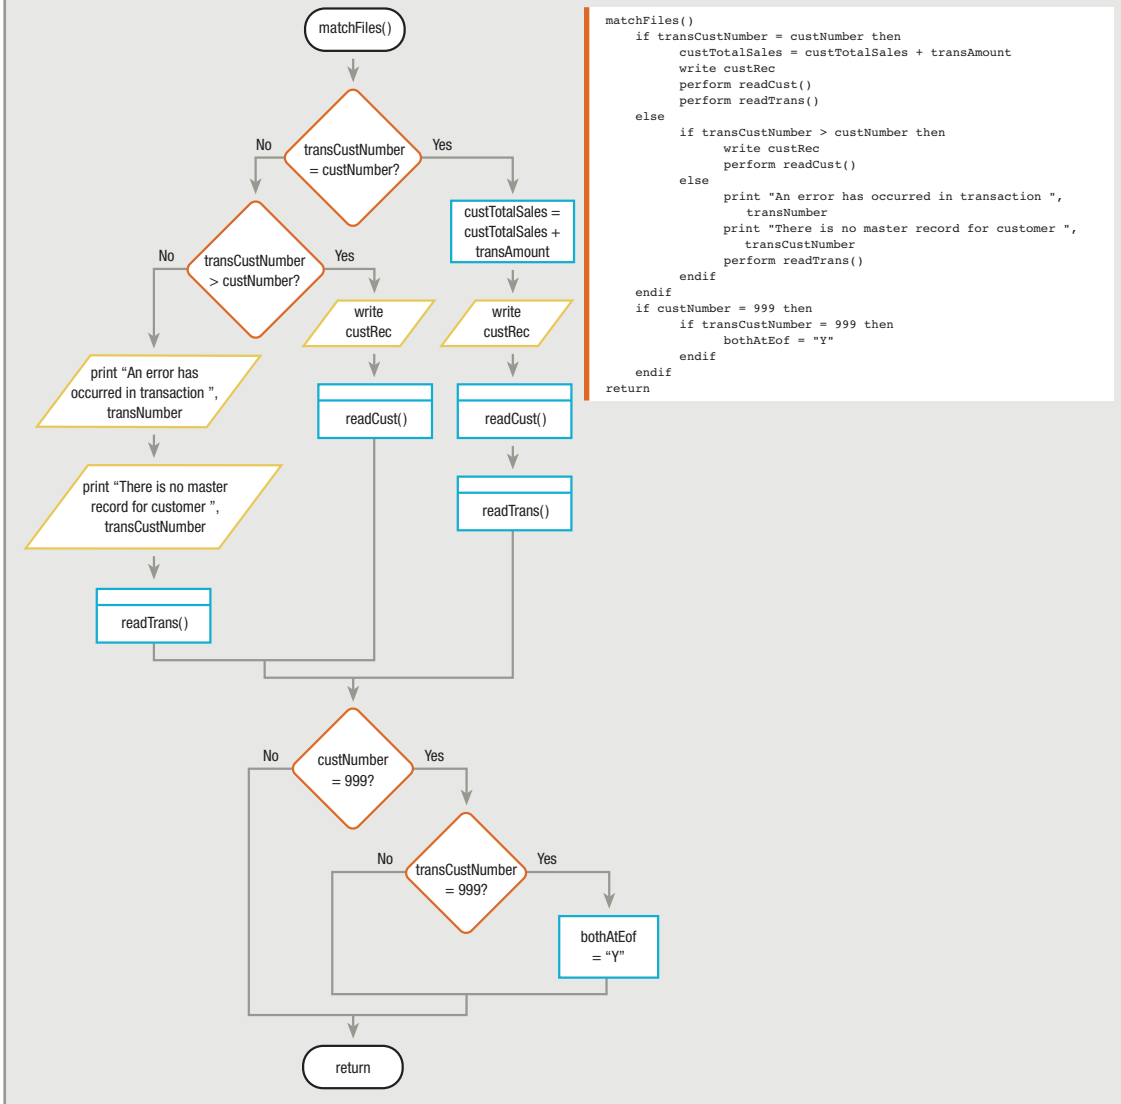 matchFiles()
No
transCustNumber
= custNumber?
Yes
No
transCustNumber
> custNumber?
Yes
custTotalSales =
custTotalSales +
transAmount
write
custRec
write
custRec
print “An error has
occurred in transaction ”,
transNumber
readCust()
readCust()
print “There is no master
record for customer ”,
transCustNumber
readTrans()
readTrans()
No
custNumber
= 999?
Yes
No
transCustNumber
= 999?
Yes
bothAtEof
= “Y”
return
matchFiles()
if transCustNumber = custNumber then
custTotalSales = custTotalSales + transAmount
write custRec
perform readCust()
perform readTrans()
else
if transCustNumber > custNumber then
write custRec
perform readCust()
else
print "An error has occurred in transaction ",
transNumber
print "There is no master record for customer ",
transCustNumber
perform readTrans()
endif
endif
if custNumber = 999 then
if transCustNumber = 999 then
bothAtEof = "Y"
endif
endif
return